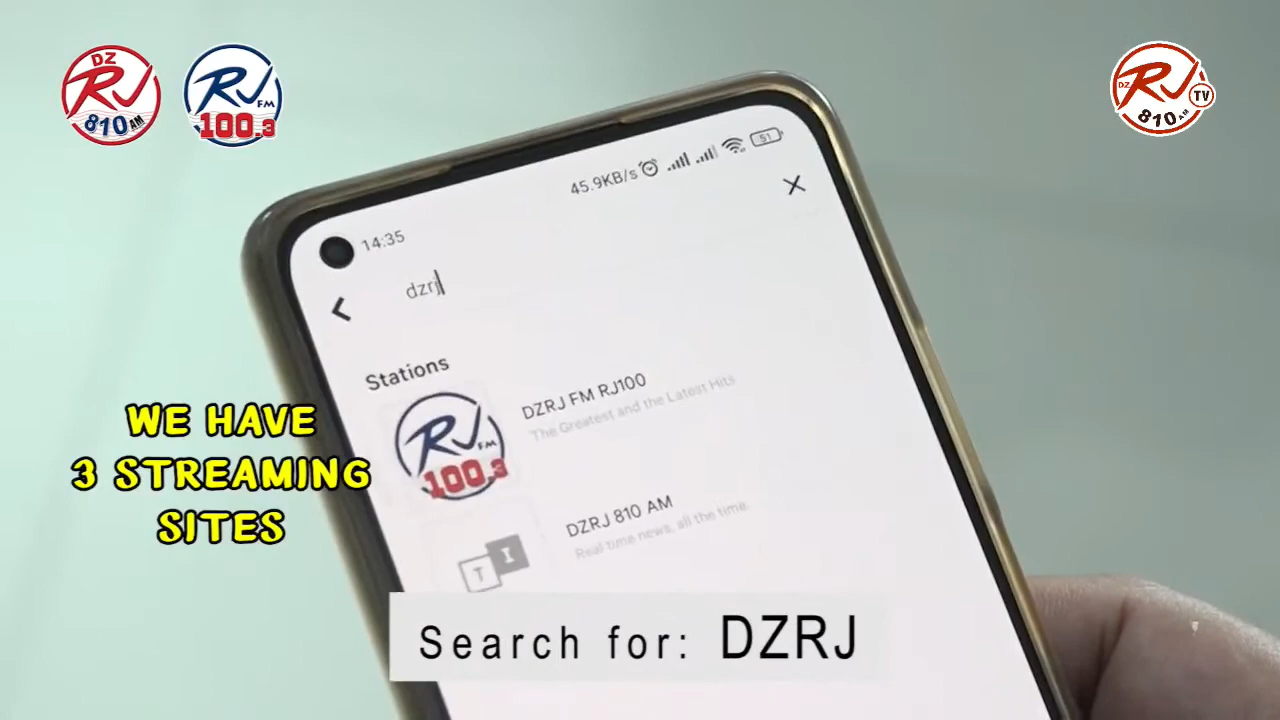 DZ
RJ
810 AM
RJ FM
100.3
DZ RJ TV
810 AM
45.9KB/s
51
14:35
dzrj
Stations
RJ FM
100.3
DZRJ FM RJ100
The Greatest and the Latest Hits
DZRJ 810 AM
Real time news, all the time.
T I
WE HAVE
3 STREAMING
SITES
Search for: DZRJ